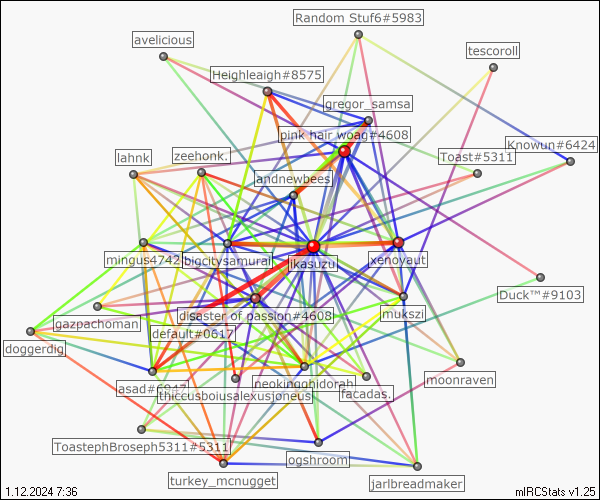 Random Stuf6#5983
avelicious
tescoroll
Heighleigh#8575
gregor_samsa
pink hair woag#4608
Knowun#6424
lahnk
zeehonk.
Toast#5311
andnewbees
mingus4742
bigcitysamurai
ikasuzu
xenoyaut
Duck™#9103
gazpachoman
disaster of passion#4608
mukszi
default#0617
doggerdig
moonraven
asad#6947
neokingghidorah
thiccusboiusalexusjoneus
facadas.
ToastephBroseph5311#5311
ogshroom
turkey_mcnugget
jarlbreadmaker
1.12.2024 7:36
mIRCStats v1.25